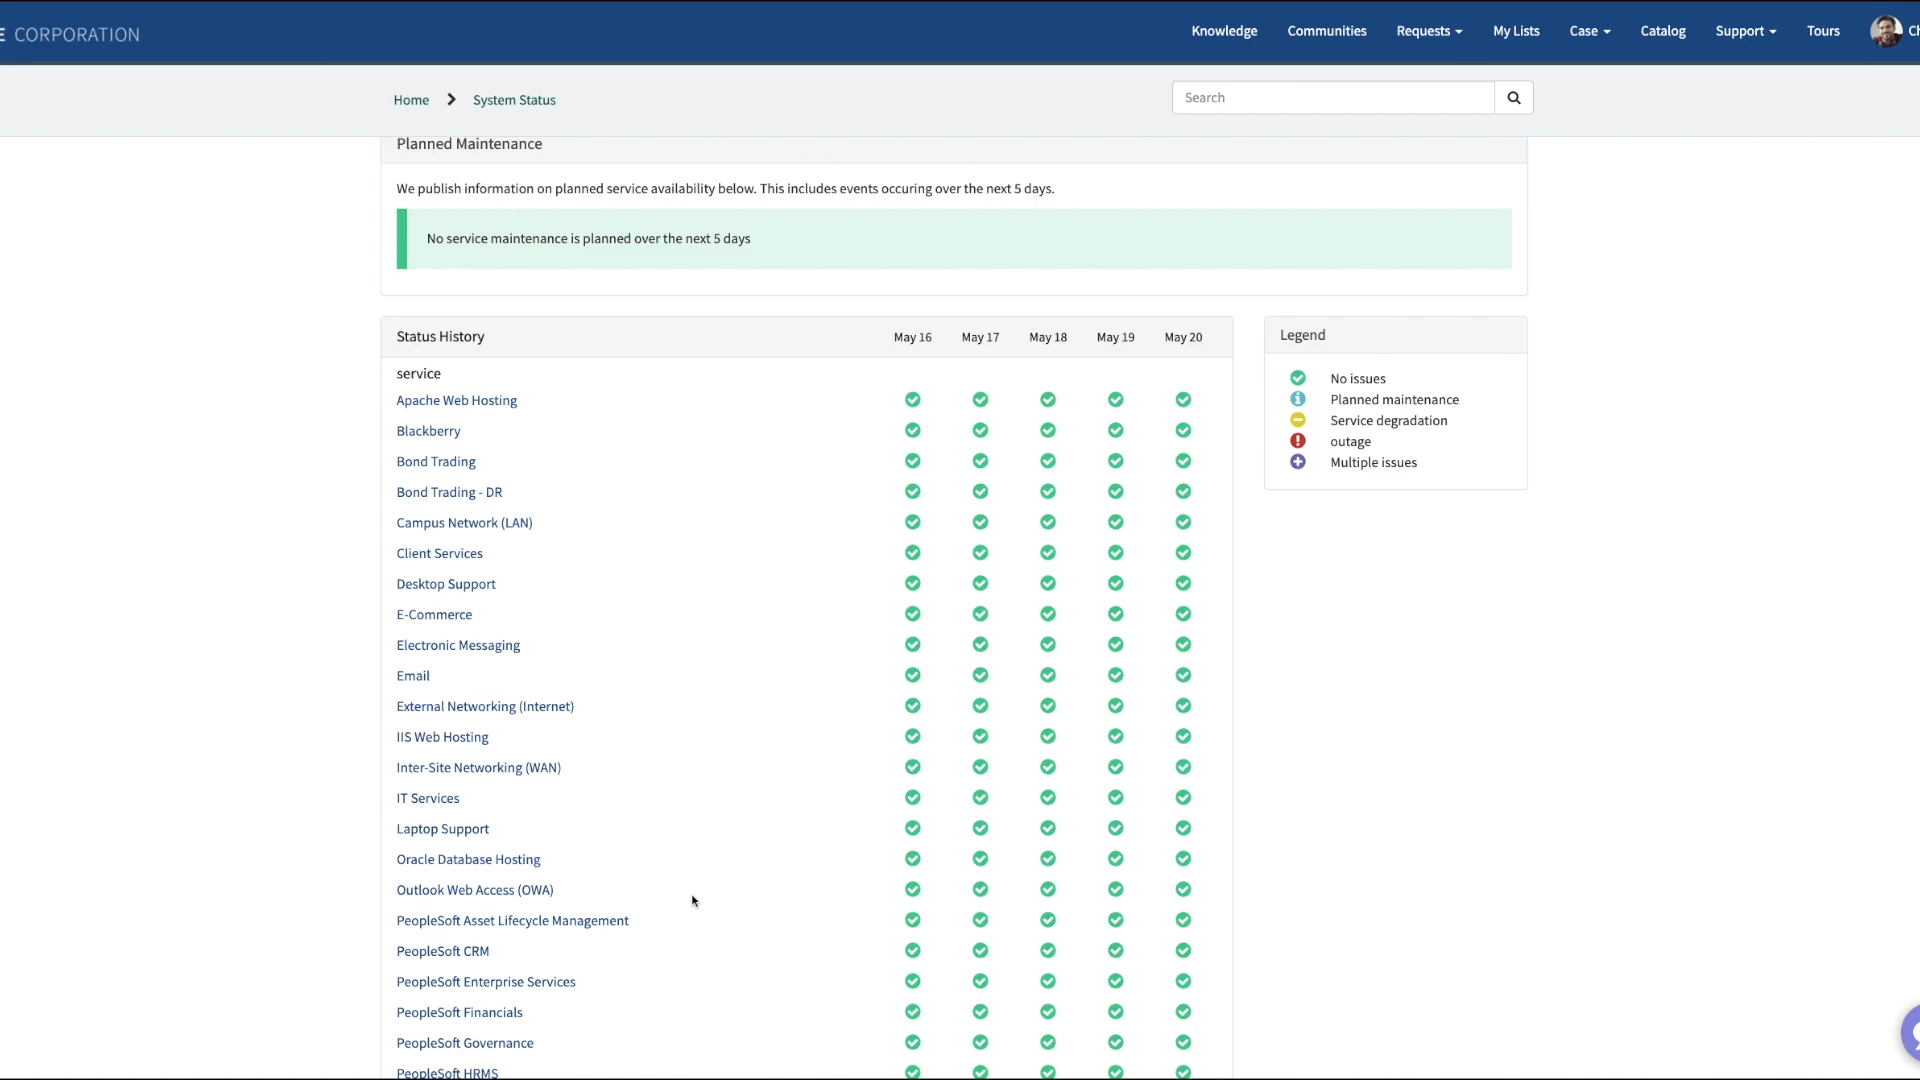 CORPORATION
Knowledge Communities Requests My Lists Case Catalog Support Tours
Home System Status
Search
Planned Maintenance
We publish information on planned service availability below. This includes events occuring over the next 5 days.
No service maintenance is planned over the next 5 days
Status History May 16 May 17 May 18 May 19 May 20
service
Apache Web Hosting
Blackberry
Bond Trading
Bond Trading - DR
Campus Network (LAN)
Client Services
Desktop Support
E-Commerce
Electronic Messaging
Email
External Networking (Internet)
IIS Web Hosting
Inter-Site Networking (WAN)
IT Services
Laptop Support
Oracle Database Hosting
Outlook Web Access (OWA)
PeopleSoft Asset Lifecycle Management
PeopleSoft CRM
PeopleSoft Enterprise Services
PeopleSoft Financials
PeopleSoft Governance
PeopleSoft HRMS
Legend
No issues
Planned maintenance
Service degradation
outage
Multiple issues